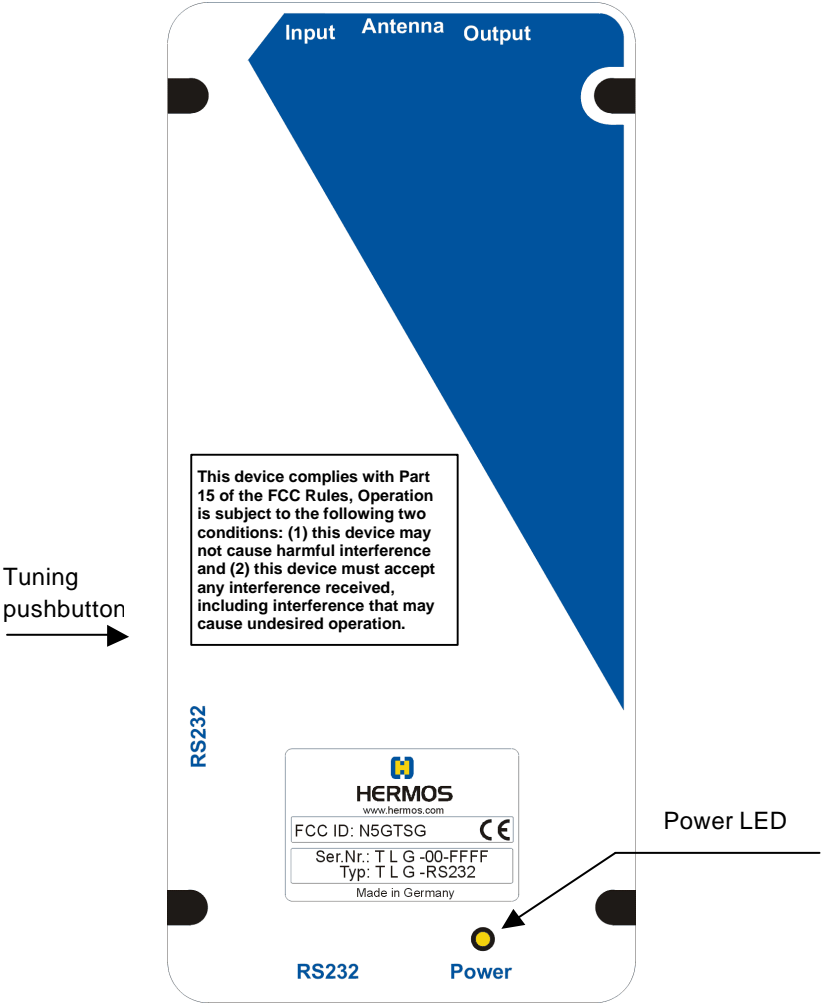 Input Antenna Output
This device complies with Part
15 of the FCC Rules, Operation
is subject to the following two
conditions: (1) this device may
not cause harmful interference
and (2) this device must accept
any interference received,
including interference that may
cause undesired operation.
Tuning
pushbutton
RS232
HERMOS
www.hermos.com
FCC ID: N5GTSG CE
Ser.Nr.: T L G -00-FFFF
Typ: T L G -RS232
Made in Germany
Power LED
RS232 Power